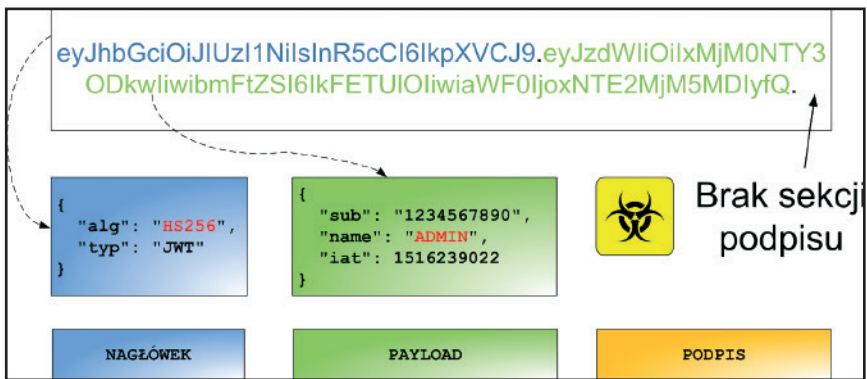 eyJhbGciOiJIUzI1NiIsInR5cCI6IkpXVCJ9.eyJzdWIiOiIxMjM0NTY3
ODkwIiwibmFtZSI6IkFETUlOIiwiaWF0IjoxNTE2MjM5MDIyfQ.
{
"alg": "HS256",
"typ": "JWT"
}
{
"sub": "1234567890",
"name": "ADMIN",
"iat": 1516239022
}
Brak sekcji
podpisu
NAGŁÓWEK
PAYLOAD
PODPIS